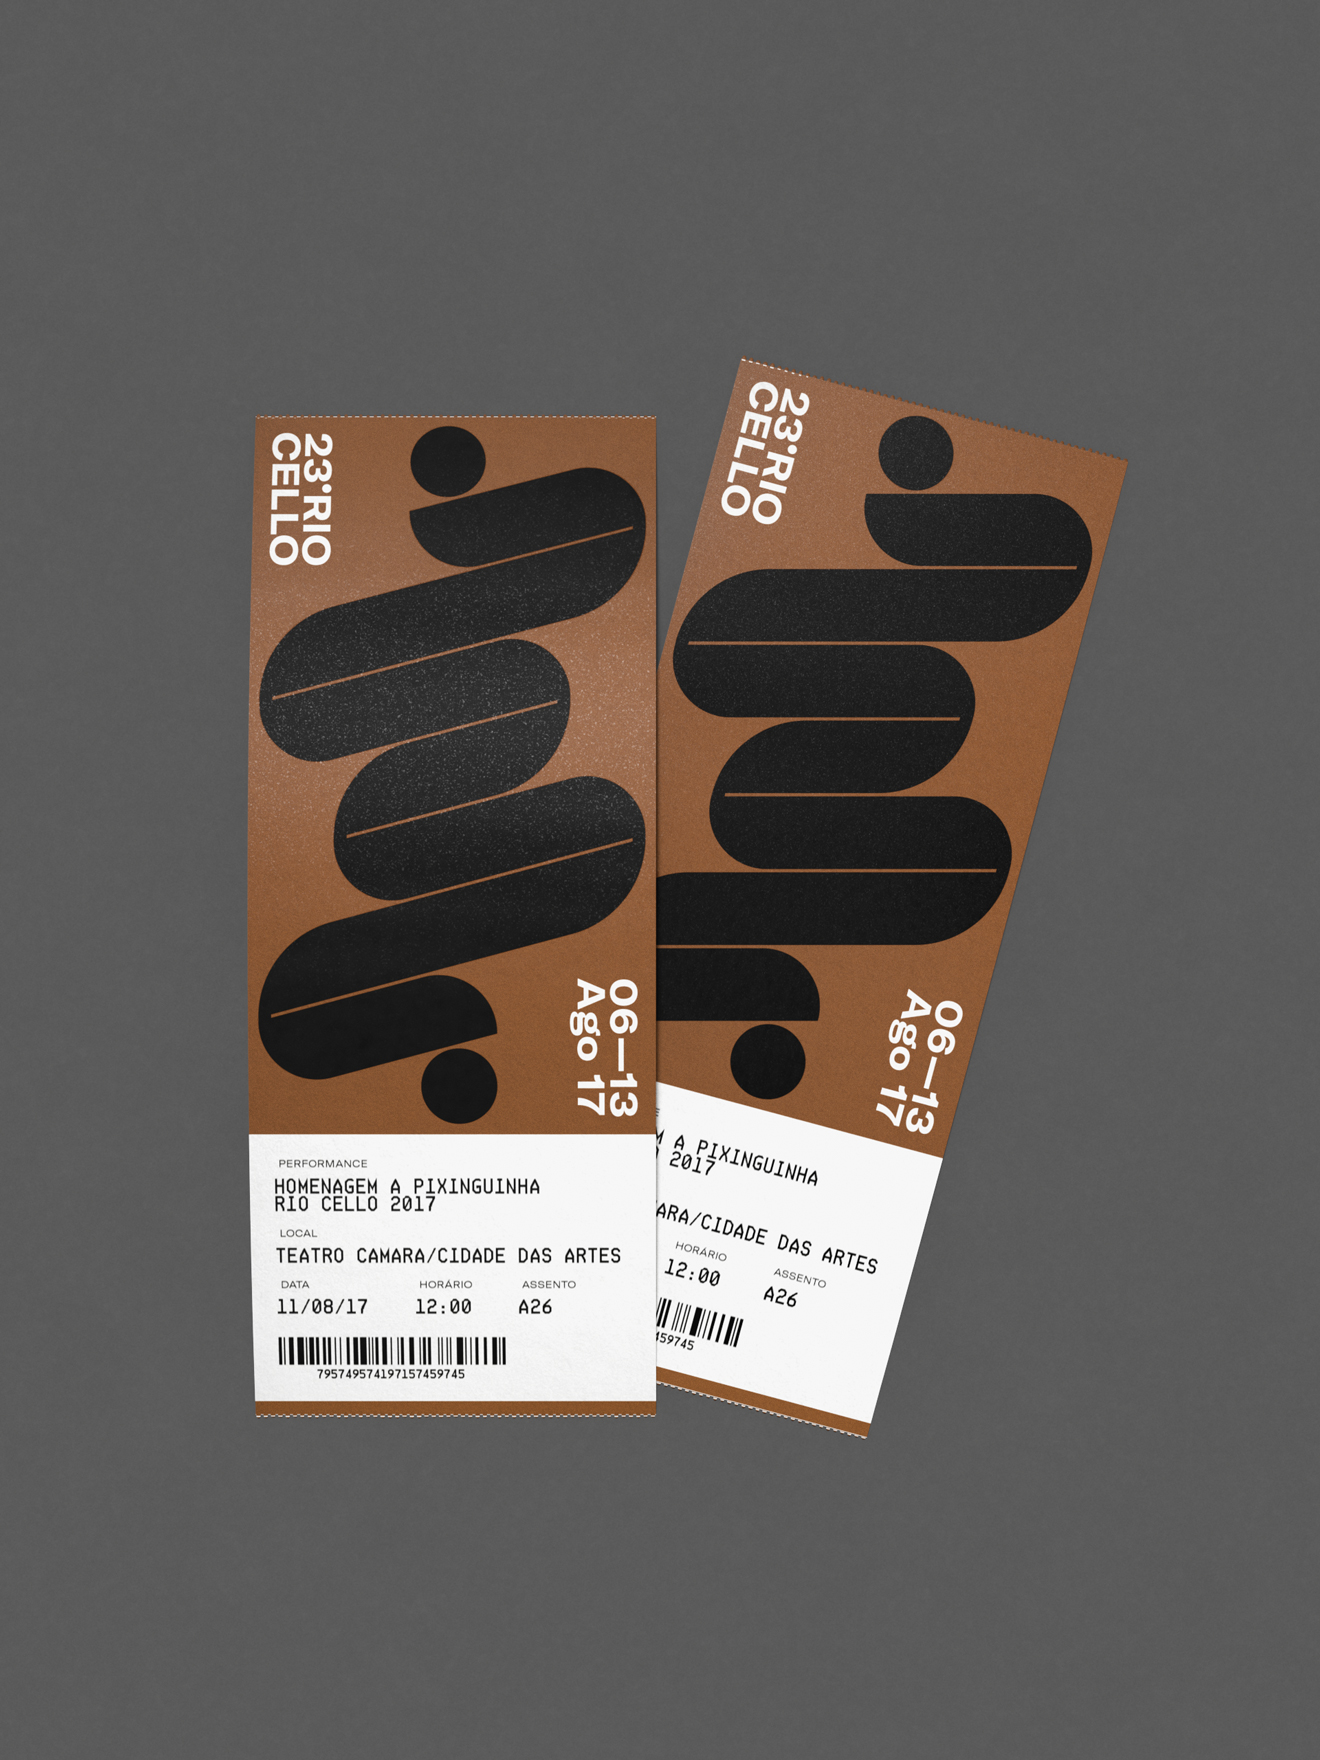 23°RIO
CELLO
06—13
Ago 17
PERFORMANCE
HOMENAGEM A PIXINGUINHA
RIO CELLO 2017
LOCAL
TEATRO CAMARA/CIDADE DAS ARTES
DATA
HORÁRIO
ASSENTO
11/08/17
12:00
A26
795749574197157459745
23°RIO
CELLO
06—13
Ago 17
A PIXINGUINHA
2017
ARA/CIDADE DAS ARTES
HORÁRIO
ASSENTO
12:00
A26
459745